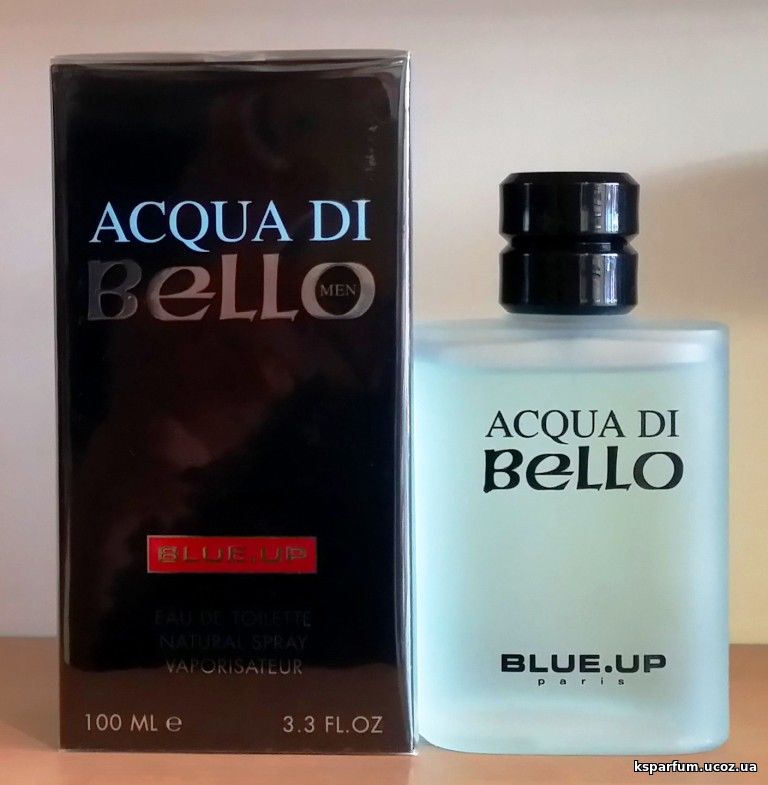 ACQUA DI
BeLLO
MEN
BLUE.UP
EAU DE TOILETTE
NATURAL SPRAY
VAPORISATEUR
100 ML e
3.3 FL.OZ
ACQUA DI
BeLLO
BLUE.UP
paris
ksparfum.ucoz.ua